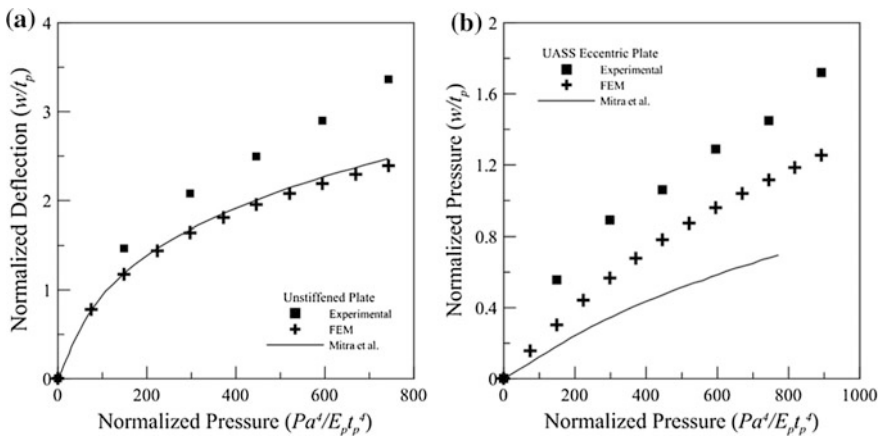 (a)
4
3
2
1
0
Normalized Deflection (w/tₚ)
Unstiffened Plate
Experimental
FEM
Mitra et al.
0 200 400 600 800
Normalized Pressure (Pa⁴/Eₚtₚ⁴)
(b)
2
1.6
1.2
0.8
0.4
0
Normalized Pressure (w/tₚ)
UASS Eccentric Plate
Experimental
FEM
Mitra et al.
0 200 400 600 800 1000
Normalized Pressure (Pa⁴/Eₚtₚ⁴)